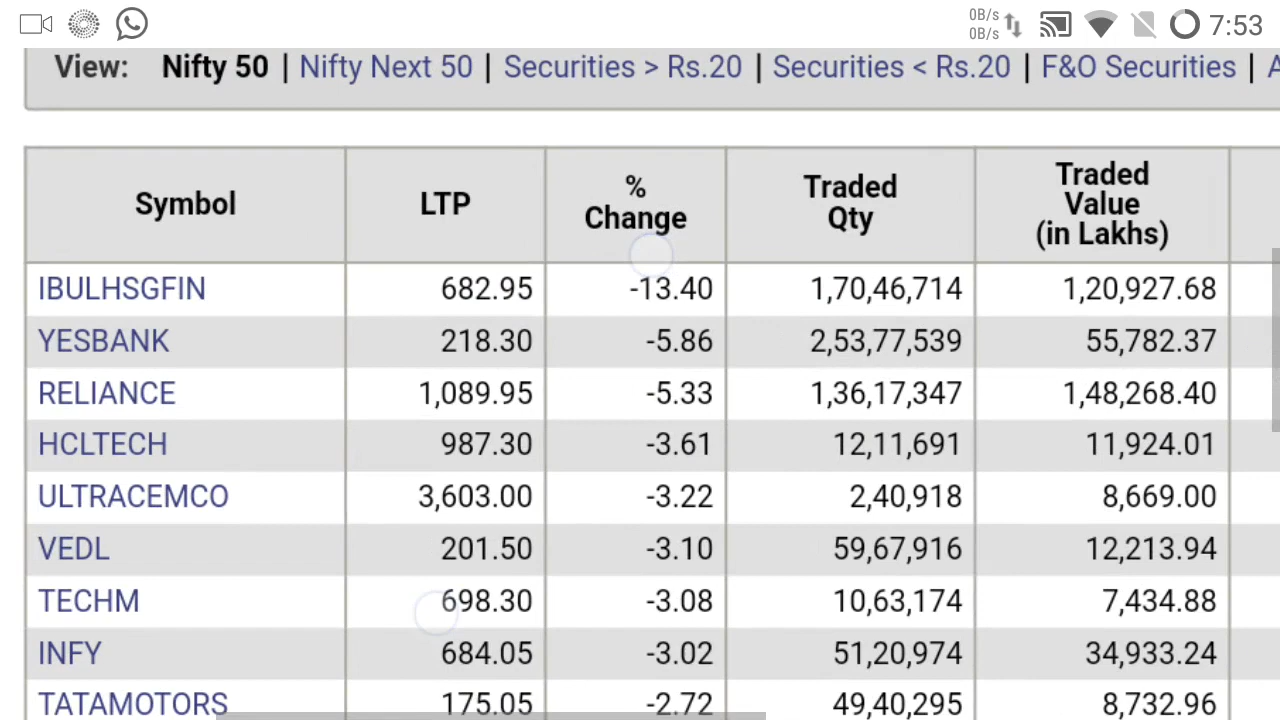 0B/s
0B/s
7:53
View: Nifty 50 | Nifty Next 50 | Securities > Rs.20 | Securities < Rs.20 | F&O Securities | A
Symbol LTP % Change Traded Qty Traded Value (in Lakhs)
IBULHSGFIN 682.95 -13.40 1,70,46,714 1,20,927.68
YESBANK 218.30 -5.86 2,53,77,539 55,782.37
RELIANCE 1,089.95 -5.33 1,36,17,347 1,48,268.40
HCLTECH 987.30 -3.61 12,11,691 11,924.01
ULTRACEMCO 3,603.00 -3.22 2,40,918 8,669.00
VEDL 201.50 -3.10 59,67,916 12,213.94
TECHM 698.30 -3.08 10,63,174 7,434.88
INFY 684.05 -3.02 51,20,974 34,933.24
TATAMOTORS 175.05 -2.72 49,40,295 8,732.96